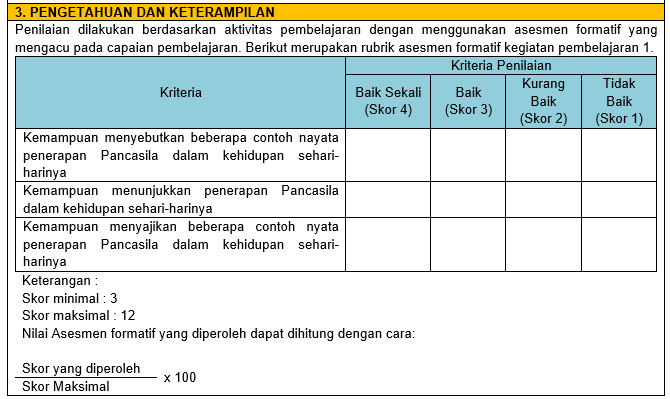 3. PENGETAHUAN DAN KETERAMPILAN
Penilaian dilakukan berdasarkan aktivitas pembelajaran dengan menggunakan asesmen formatif yang
mengacu pada capaian pembelajaran. Berikut merupakan rubrik asesmen formatif kegiatan pembelajaran 1.
Kriteria
Kriteria Penilaian
Baik Sekali
(Skor 4)
Baik
(Skor 3)
Kurang
Baik
(Skor 2)
Tidak
Baik
(Skor 1)
Kemampuan menyebutkan beberapa contoh nayata
penerapan Pancasila dalam kehidupan sehari-
harinya
Kemampuan menunjukkan penerapan Pancasila
dalam kehidupan sehari-harinya
Kemampuan menyajikan beberapa contoh nyata
penerapan Pancasila dalam kehidupan sehari-
harinya
Keterangan :
Skor minimal : 3
Skor maksimal : 12
Nilai Asesmen formatif yang diperoleh dapat dihitung dengan cara:
Skor yang diperoleh
x 100
Skor Maksimal